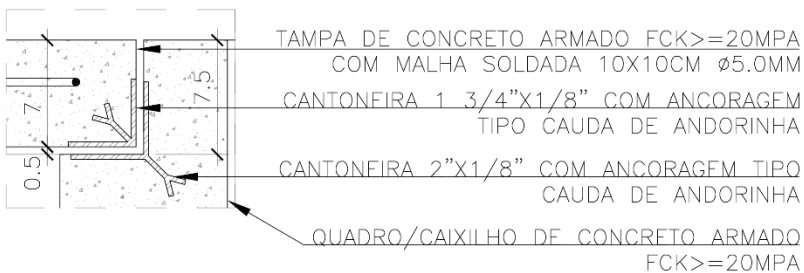 TAMPA DE CONCRETO ARMADO FCK>=20MPA
COM MALHA SOLDADA 10X10CM ø5.0MM
CANTONEIRA 1 3/4"X1/8" COM ANCORAGEM
TIPO CAUDA DE ANDORINHA
CANTONEIRA 2"X1/8" COM ANCORAGEM TIPO
CAUDA DE ANDORINHA
QUADRO/CAIXILHO DE CONCRETO ARMADO
FCK>=20MPA
7
7.5
0.5